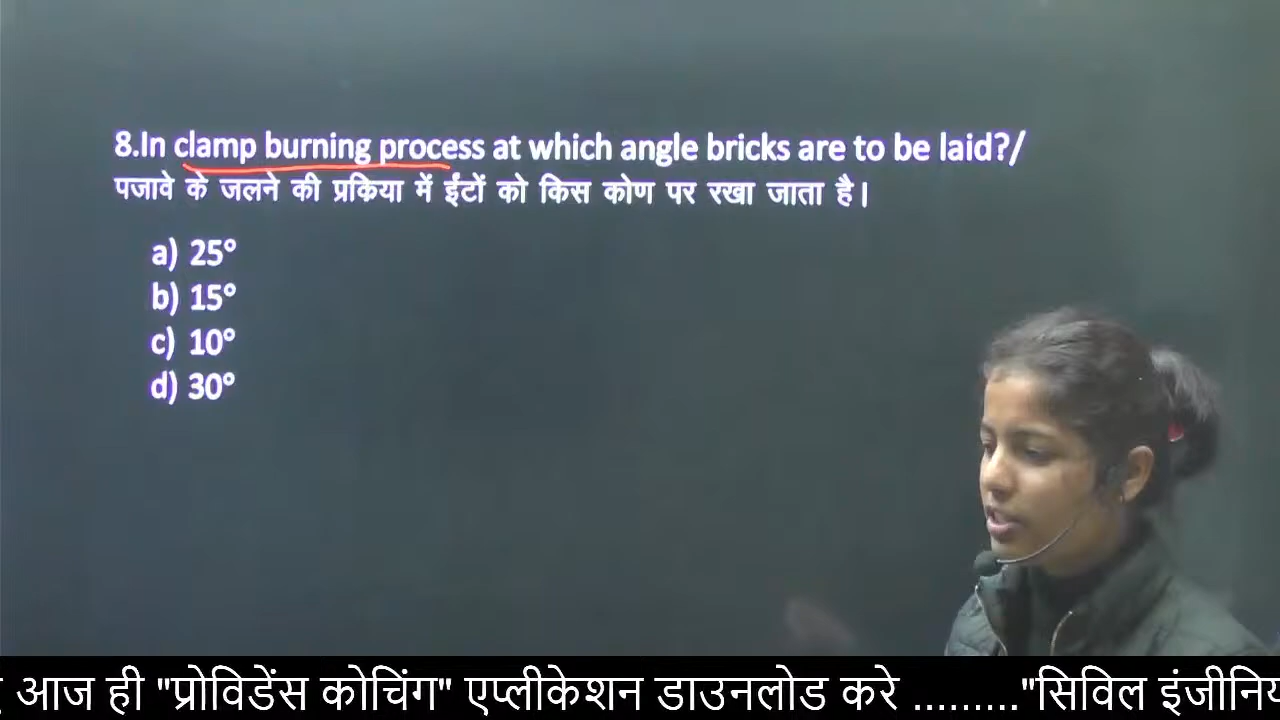 8.In clamp burning process at which angle bricks are to be laid?/
पजावे के जलने की प्रक्रिया में ईंटों को किस कोण पर रखा जाता है।
a) 25°
b) 15°
c) 10°
d) 30°
आज ही "प्रोविडेंस कोचिंग" एप्लीकेशन डाउनलोड करे ........."सिविल